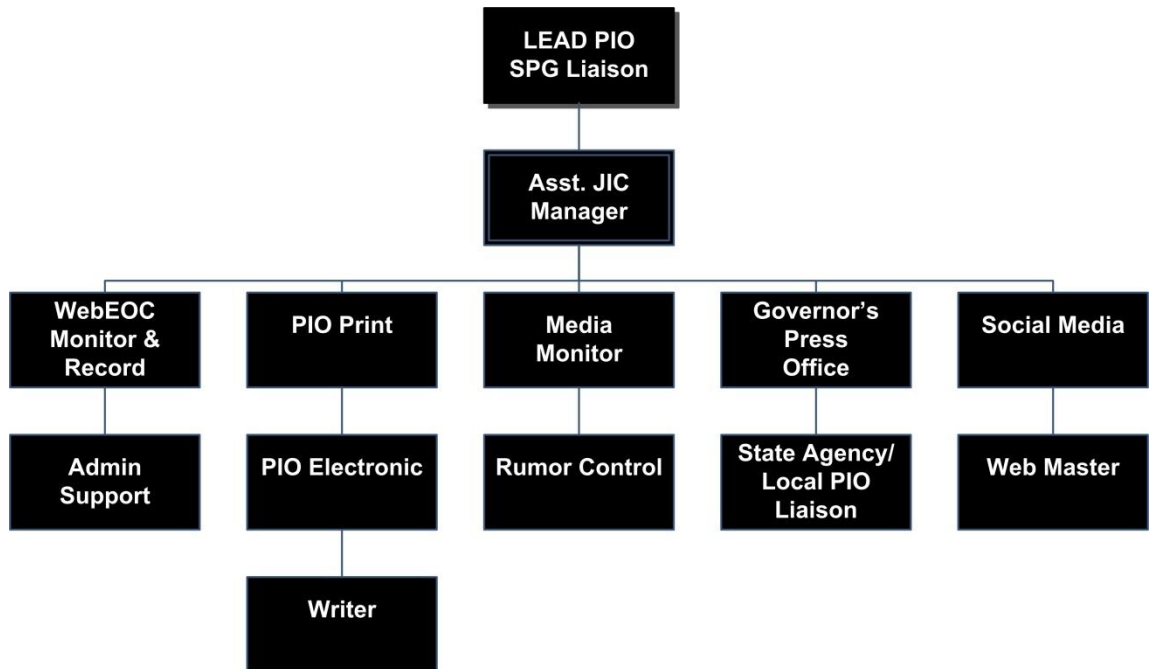 LEAD PIO
SPG Liaison
Asst. JIC
Manager
WebEOC
Monitor &
Record
PIO Print
Media
Monitor
Governor’s
Press
Office
Social Media
Admin
Support
PIO Electronic
Rumor Control
State Agency/
Local PIO
Liaison
Web Master
Writer